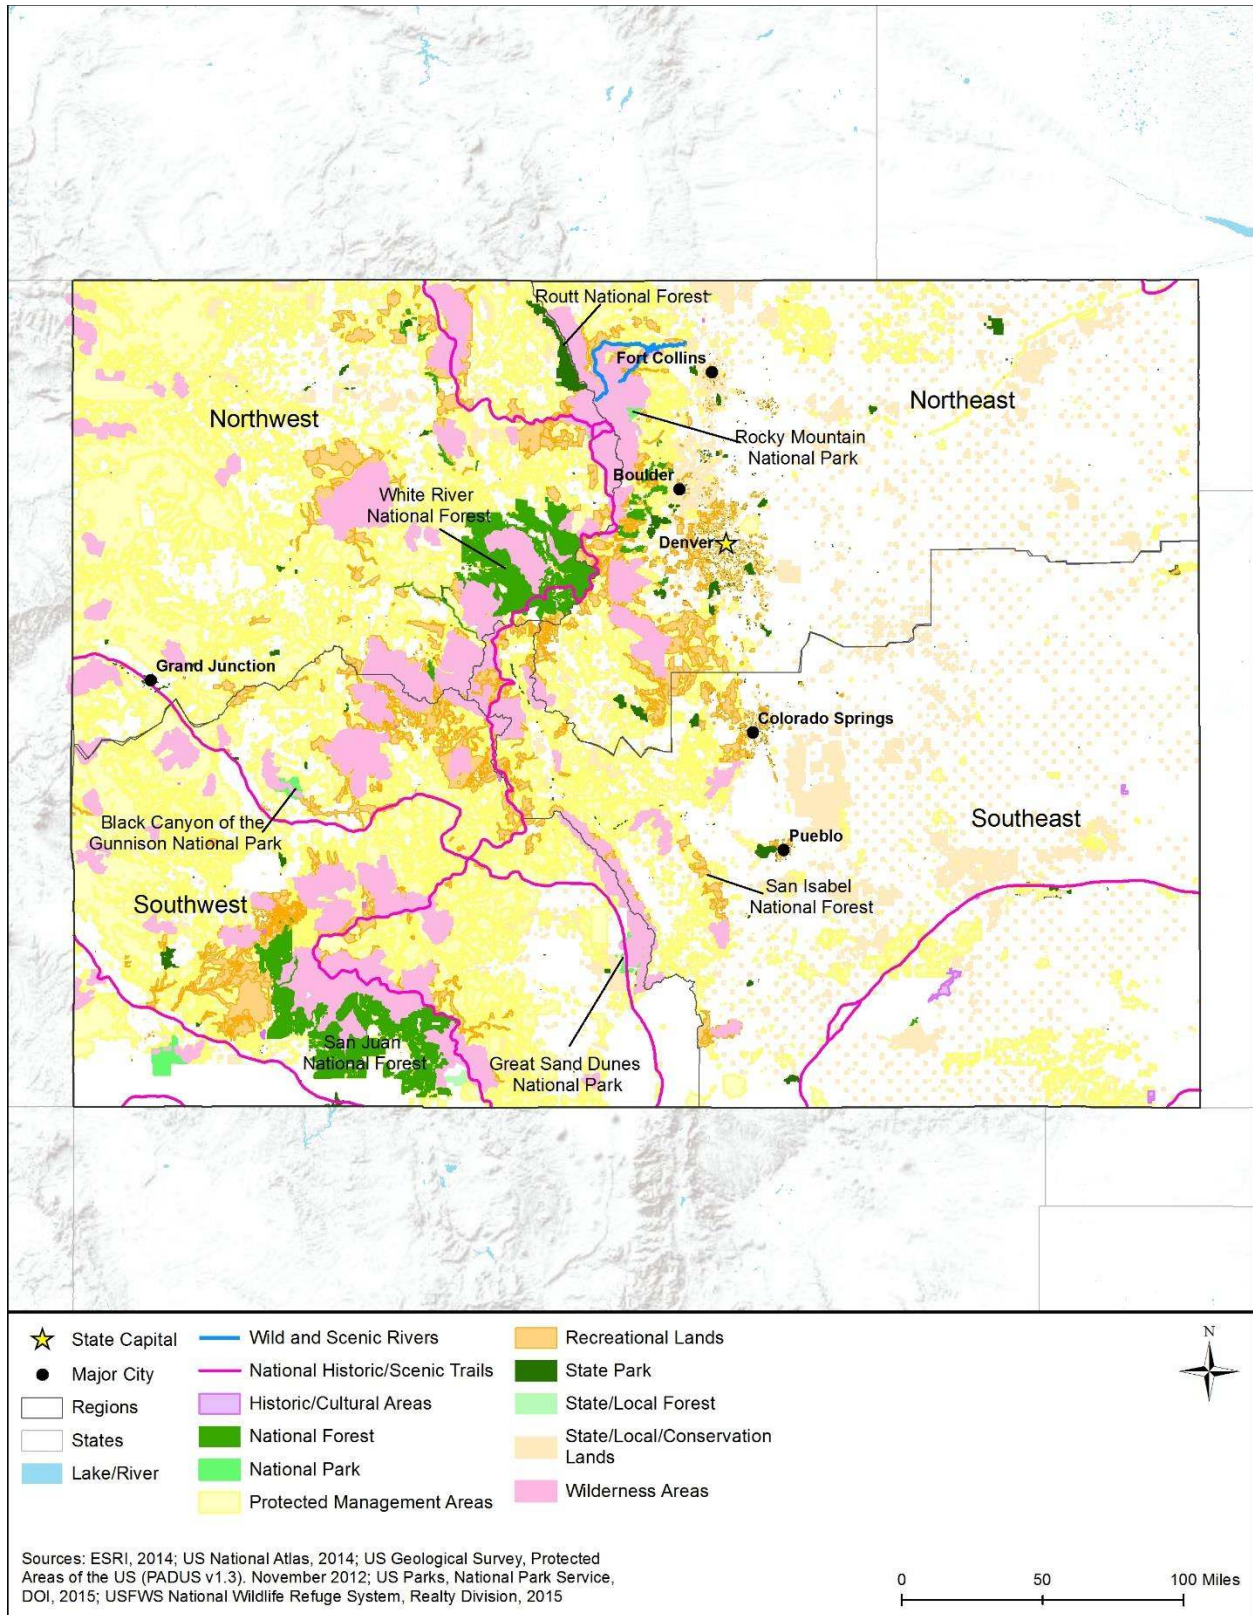 Routt National Forest
Fort Collins
Northwest
Northeast
Rocky Mountain
National Park
Boulder
White River
National Forest
Denver
Grand Junction
Colorado Springs
Black Canyon of the
Gunnison National Park
Southeast
Pueblo
San Isabel
National Forest
Southwest
San Juan
National Forest
Great Sand Dunes
National Park
State Capital
Major City
Regions
States
Lake/River
Wild and Scenic Rivers
National Historic/Scenic Trails
Historic/Cultural Areas
National Forest
National Park
Protected Management Areas
Recreational Lands
State Park
State/Local Forest
State/Local/Conservation
Lands
Wilderness Areas
N
Sources: ESRI, 2014; US National Atlas, 2014; US Geological Survey, Protected
Areas of the US (PADUS v1.3). November 2012; US Parks, National Park Service,
DOI, 2015; USFWS National Wildlife Refuge System, Realty Division, 2015
0 50 100 Miles